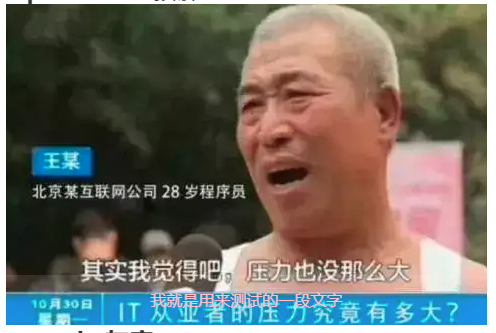 王某
北京某互联网公司 28 岁程序员
其实我觉得吧，压力也没那么大
我就是用来测试的一段文字
10月30日
星期一
IT 从业者的压力究竟有多大?